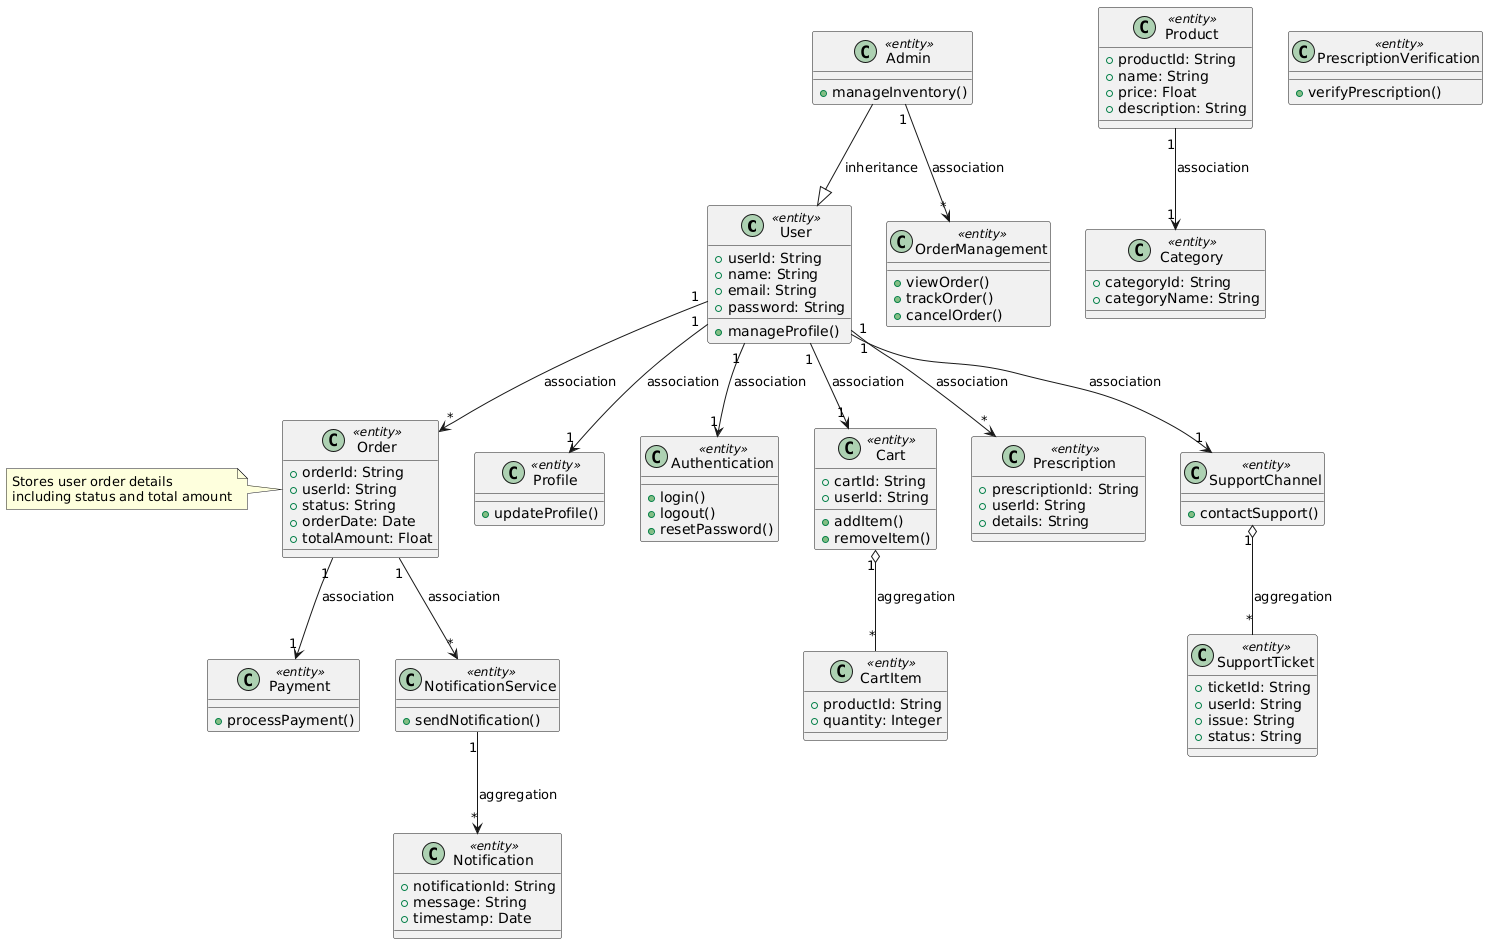 C «entity»
Admin
manageInventory()
C «entity»
Product
productId: String
name: String
price: Float
description: String
C «entity»
PrescriptionVerification
verifyPrescription()
1
inheritance
1
association
*
1
association
1
C «entity»
User
userId: String
name: String
email: String
password: String
manageProfile()
C «entity»
OrderManagement
viewOrder()
trackOrder()
cancelOrder()
C «entity»
Category
categoryId: String
categoryName: String
1
association
*
1
association
1
1
association
1
1
association
1
1
association
*
1
association
1
Stores user order details
including status and total amount
C «entity»
Order
orderId: String
userId: String
status: String
orderDate: Date
totalAmount: Float
C «entity»
Profile
updateProfile()
C «entity»
Authentication
login()
logout()
resetPassword()
C «entity»
Cart
cartId: String
userId: String
addItem()
removeItem()
C «entity»
Prescription
prescriptionId: String
userId: String
details: String
C «entity»
SupportChannel
contactSupport()
1
association
1
1
association
*
1
aggregation
*
1
aggregation
*
C «entity»
Payment
processPayment()
C «entity»
NotificationService
sendNotification()
C «entity»
CartItem
productId: String
quantity: Integer
C «entity»
SupportTicket
ticketId: String
userId: String
issue: String
status: String
1
aggregation
*
C «entity»
Notification
notificationId: String
message: String
timestamp: Date